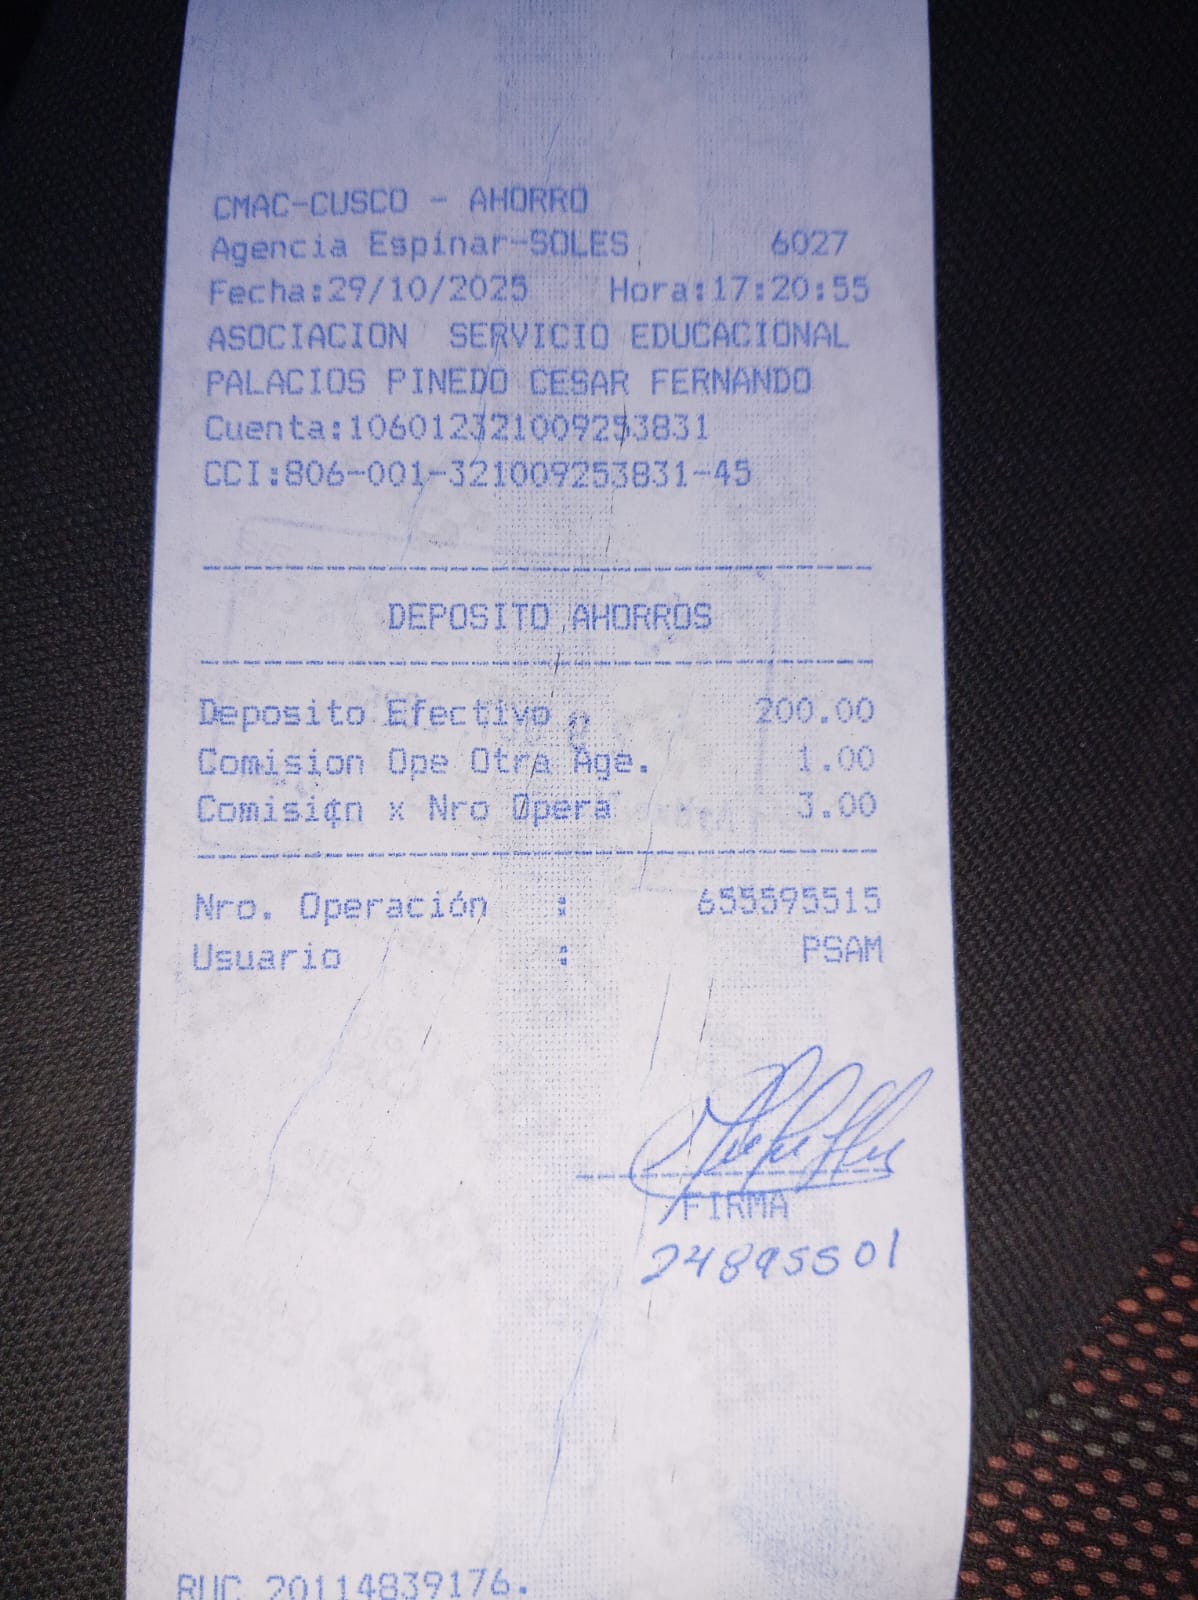 CMAC-CUSCO - AHORRO
Agencia Espinar-SOLES 6027
Fecha:29/10/2025 Hora:17:20:55
ASOCIACION SERVICIO EDUCACIONAL
PALACIOS PINEDO CESAR FERNANDO
Cuenta:106012321009253831
CCI:806-001-321009253831-45
DEPOSITO AHORROS
Deposito Efectivo 200.00
Comision Ope Otra Age. 1.00
Comision x Nro Opera 3.00
Nro. Operación : 655595515
Usuario : PSAM
FIRMA
24895501
RUC 20114839176.